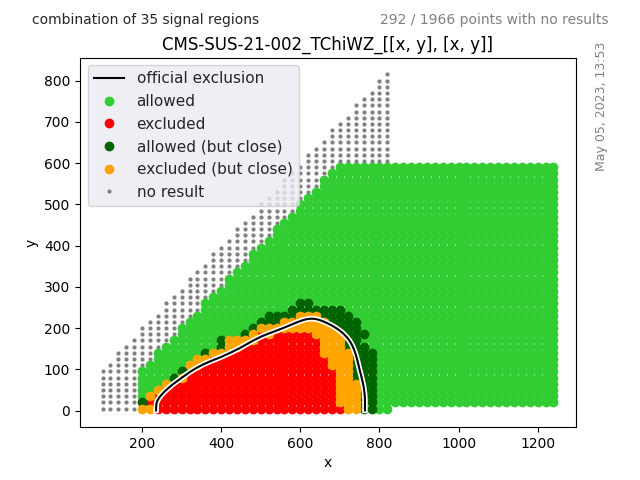 combination of 35 signal regions
292 / 1966 points with no results
CMS-SUS-21-002_TChiWZ_[[x, y], [x, y]]
May 05, 2023, 13:53
official exclusion
allowed
excluded
allowed (but close)
excluded (but close)
no result
y
800
700
600
500
400
300
200
100
0
200 400 600 800 1000 1200
x